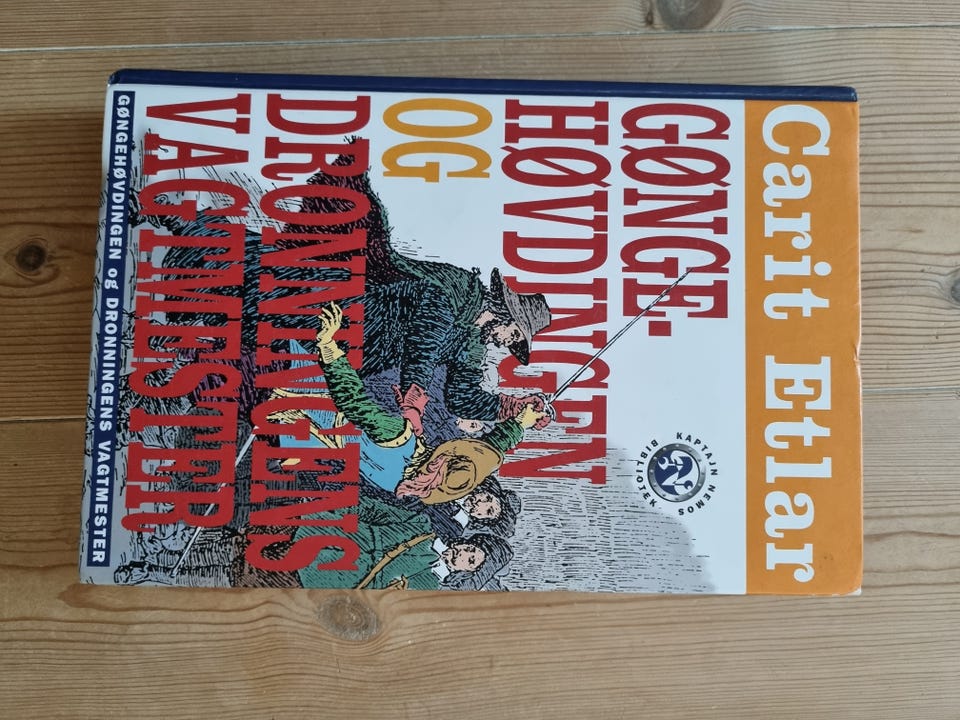 Carit Etlar
GØNGE-
HØVDINGEN
OG
DRONNINGENS
VAGTMESTER
KAPTAJN NEMOS
BIBLIOTEK
GØNGEHØVDINGEN og DRONNINGENS VAGTMESTER